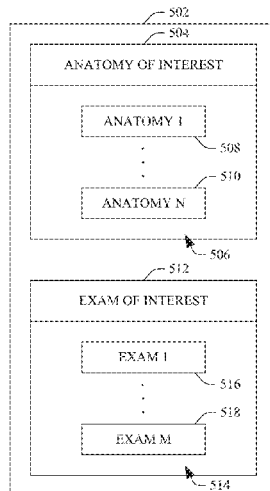 502
504
ANATOMY OF INTEREST
ANATOMY 1
508
510
ANATOMY N
506
512
EXAM OF INTEREST
EXAM 1
516
518
EXAM M
514